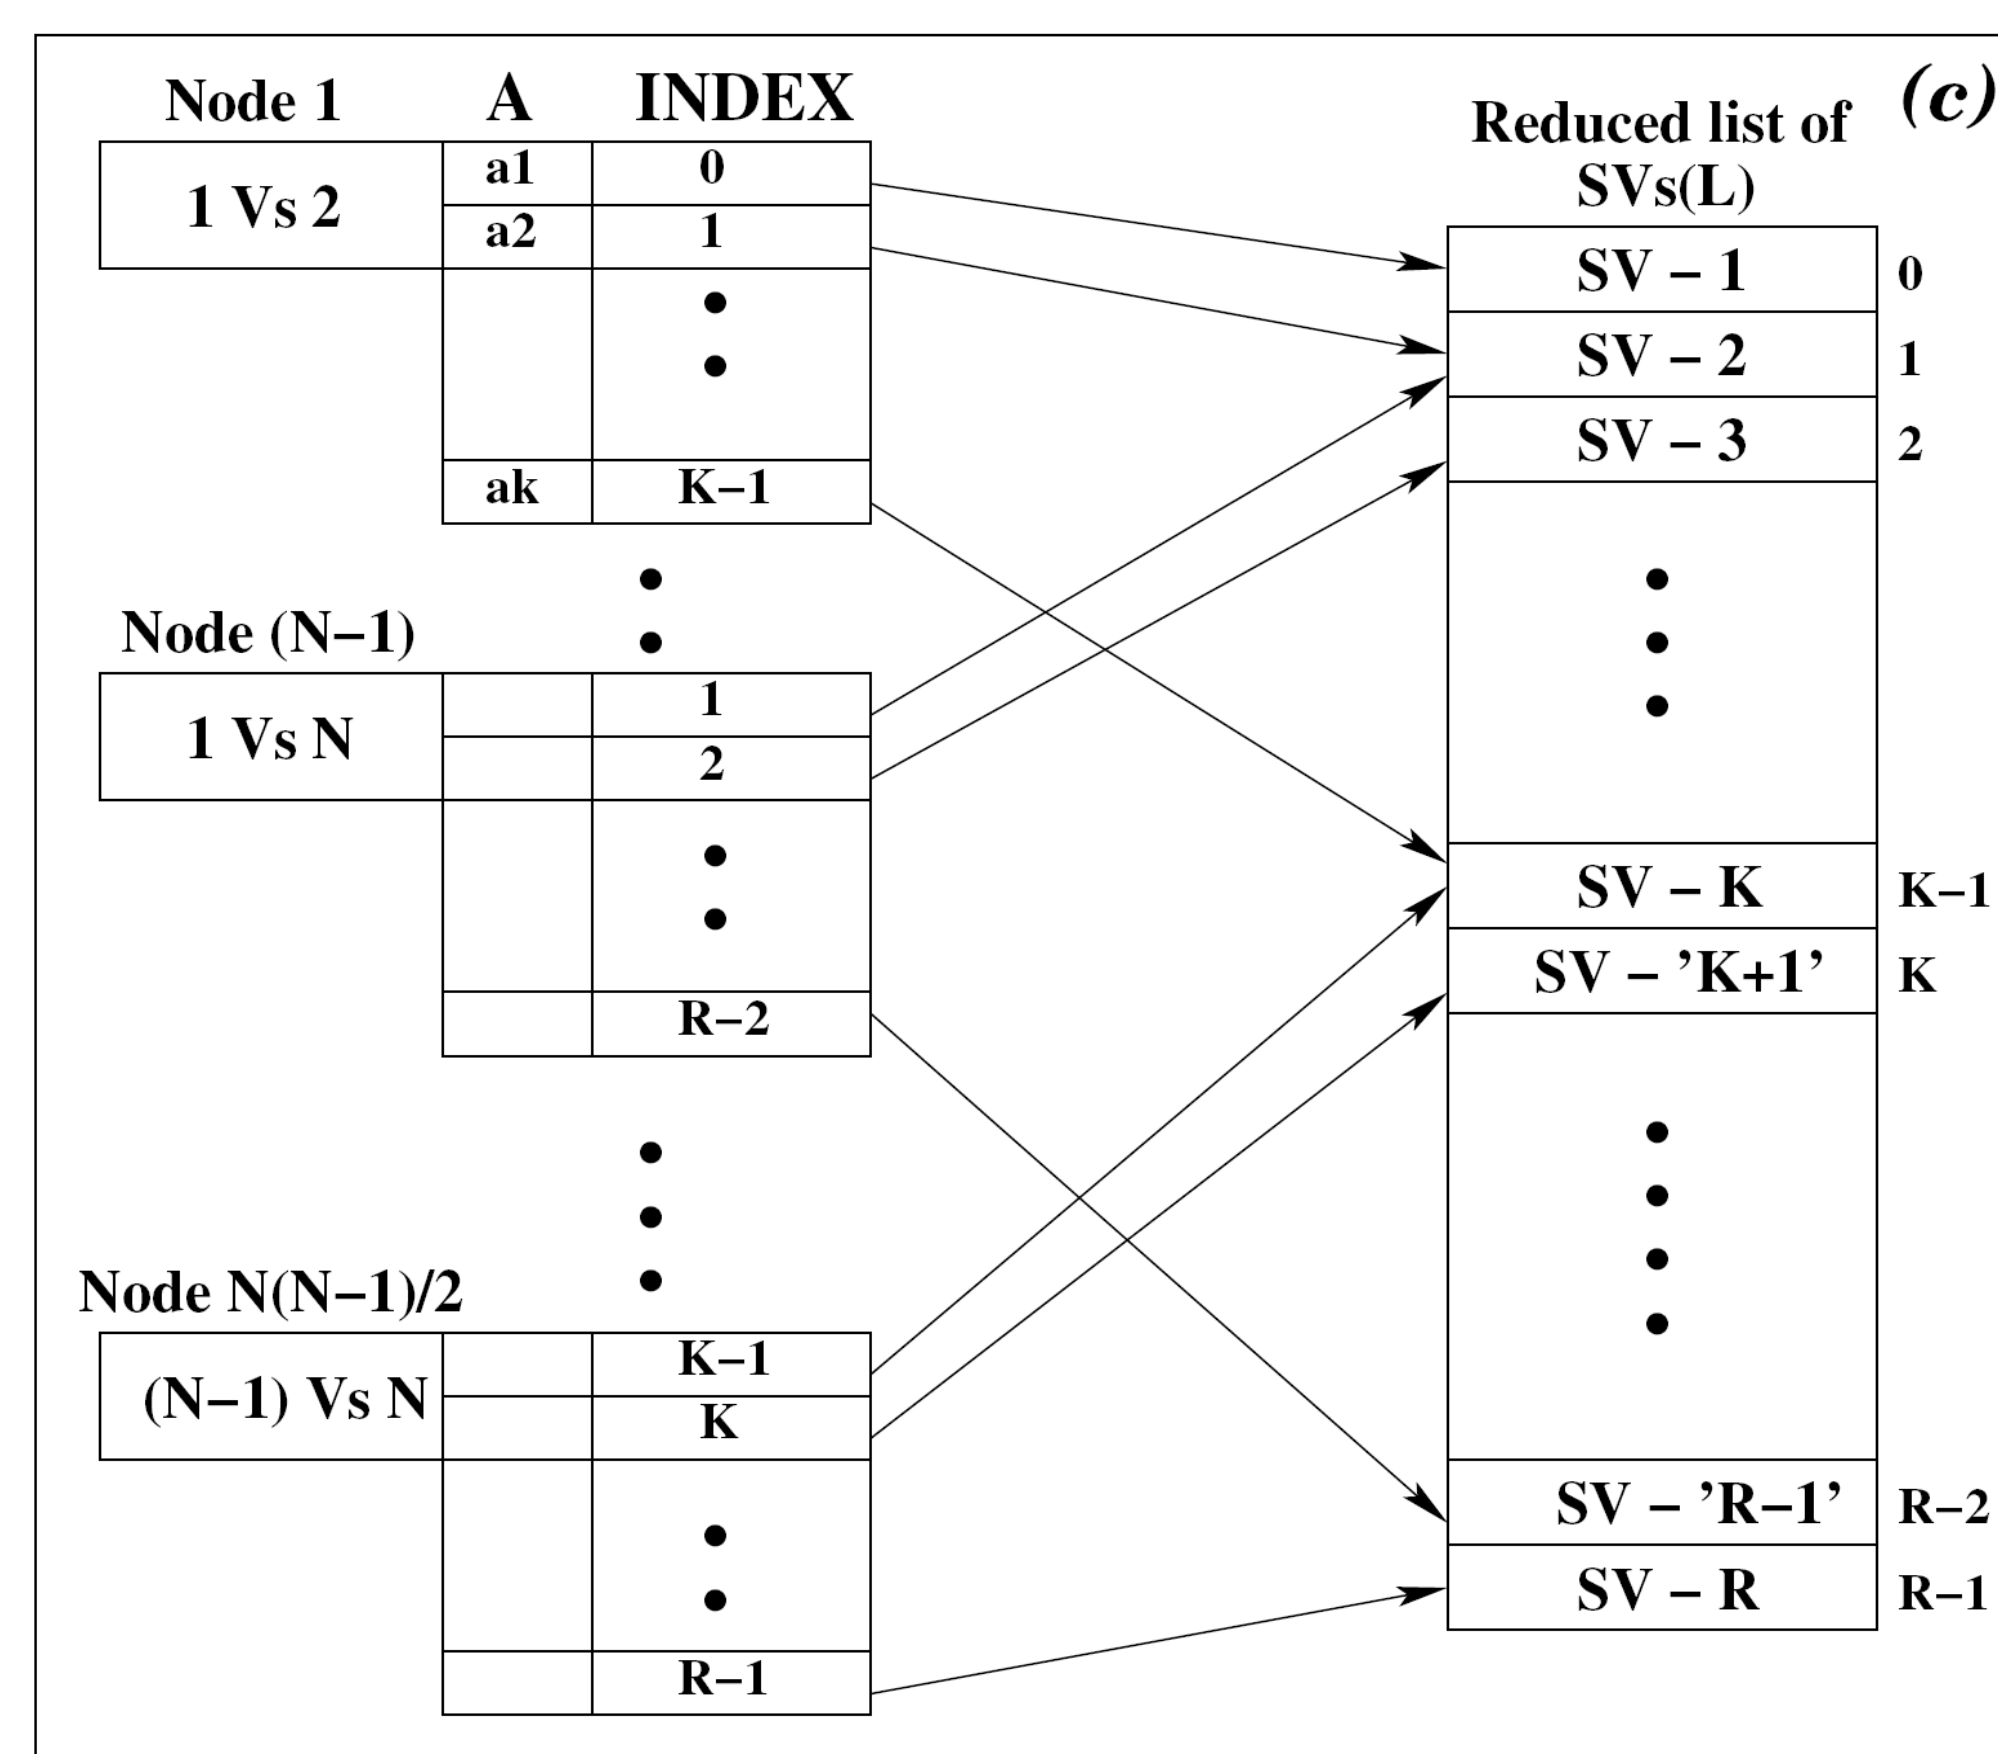 (c)
Node 1 A INDEX
1 Vs 2
a1 0
a2 1
ak K−1
Node (N−1)
1 Vs N
1
2
R−2
Node N(N−1)/2
(N−1) Vs N
K−1
K
R−1
Reduced list of
SVs(L)
SV − 1 0
SV − 2 1
SV − 3 2
SV − K K−1
SV − ’K+1’ K
SV − ’R−1’ R−2
SV − R R−1